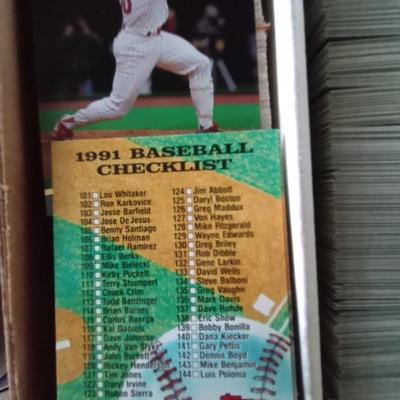 1991 BASEBALL
CHECKLIST
101 Lou Whitaker
102 Ron Karkovice
103 Jesse Barfield
104 Jose DeJesus
105 Benny Santiago
106 Brian Holman
107 Rafael Ramirez
108 Ellis Burks
109 Mike Bielecki
110 Kirby Puckett
111 Terry Shumpert
112 Chuck Crim
113 Todd Benzinger
114 Brian Barnes
115 Carlos Baerga
116 Kal Daniels
117 Dave Johnson
118 Andy Van Slyke
119 John Burkett
120 Rickey Henderson
121 Tim Jones
122 Daryl Irvine
123 Ruben Sierra
124 Jim Abbott
125 Daryl Boston
126 Greg Maddux
127 Von Hayes
128 Mike Fitzgerald
129 Wayne Edwards
130 Greg Briley
131 Rob Dibble
132 Gene Larkin
133 David Wells
134 Steve Balboni
135 Greg Vaughn
136 Mark Davis
137 Dave Rohde
138 Eric Show
139 Bobby Bonilla
140 Dana Kiecker
141 Gary Pettis
142 Dennis Boyd
143 Mike Benjamin
144 Luis Polonia